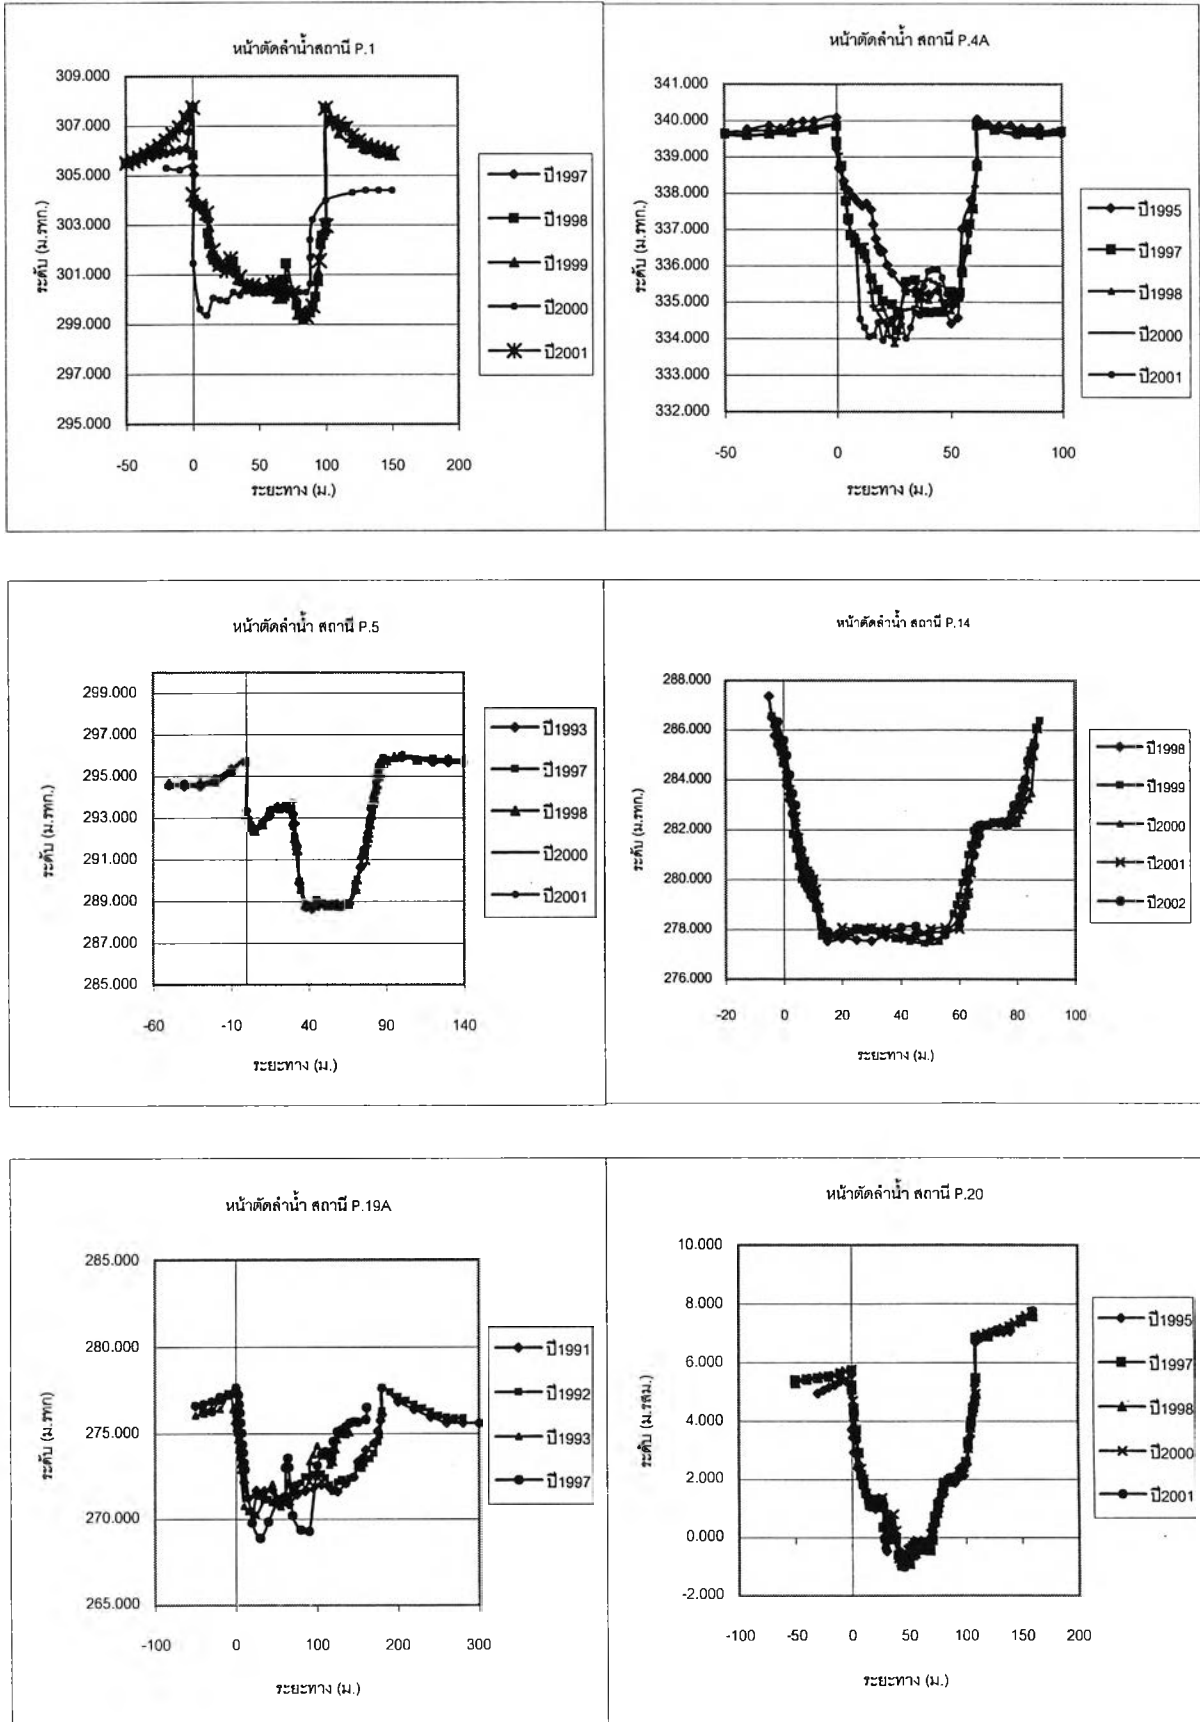 หน้าตัดลำน้ำสถานี P.1
309.000
307.000
305.000
303.000
301.000
299.000
297.000
295.000
ระดับ (ม.รทก.)
-50 0 50 100 150 200
ระยะทาง (ม.)
ปี1997
ปี1998
ปี1999
ปี2000
ปี2001
หน้าตัดลำน้ำ สถานี P.4A
341.000
340.000
339.000
338.000
337.000
336.000
335.000
334.000
333.000
332.000
ระดับ (ม.รทก.)
-50 0 50 100
ระยะทาง (ม.)
ปี1995
ปี1997
ปี1998
ปี2000
ปี2001
หน้าตัดลำน้ำ สถานี P.5
299.000
297.000
295.000
293.000
291.000
289.000
287.000
285.000
ระดับ (ม.รทก.)
-60 -10 40 90 140
ระยะทาง (ม.)
ปี1993
ปี1997
ปี1998
ปี2000
ปี2001
หน้าตัดลำน้ำ สถานี P.14
288.000
286.000
284.000
282.000
280.000
278.000
276.000
ระดับ (ม.รทก.)
-20 0 20 40 60 80 100
ระยะทาง (ม.)
ปี1998
ปี1999
ปี2000
ปี2001
ปี2002
หน้าตัดลำน้ำ สถานี P.19A
285.000
280.000
275.000
270.000
265.000
ระดับ (ม.รทก)
-100 0 100 200 300
ระยะทาง (ม.)
ปี1991
ปี1992
ปี1993
ปี1997
หน้าตัดลำน้ำ สถานี P.20
10.000
8.000
6.000
4.000
2.000
0.000
-2.000
ระดับ (ม.รสม.)
-100 -50 0 50 100 150 200
ระยะทาง (ม.)
ปี1995
ปี1997
ปี1998
ปี2000
ปี2001